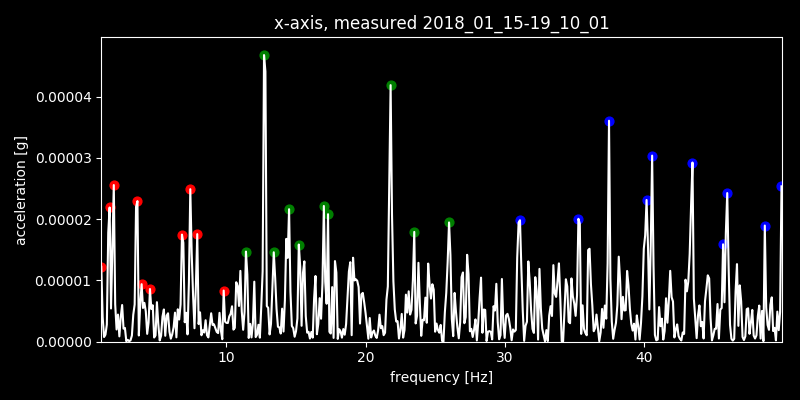 x-axis, measured 2018_01_15-19_10_01
acceleration [g]
0.00004
0.00003
0.00002
0.00001
0.00000
10 20 30 40
frequency [Hz]